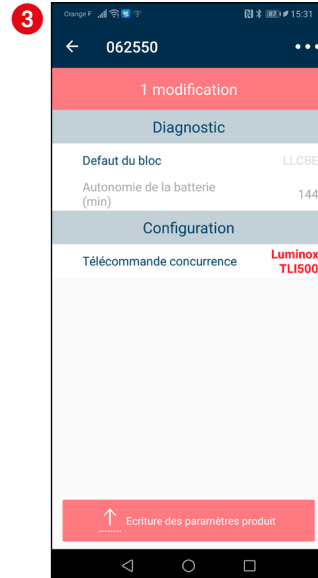 3
Orange F 87 15:31
062550
1 modification
Diagnostic
Defaut du bloc LLCBE
Autonomie de la batterie
(min) 144
Configuration
Télécommande concurrence Luminox
TLI500
Ecriture des paramètres produit